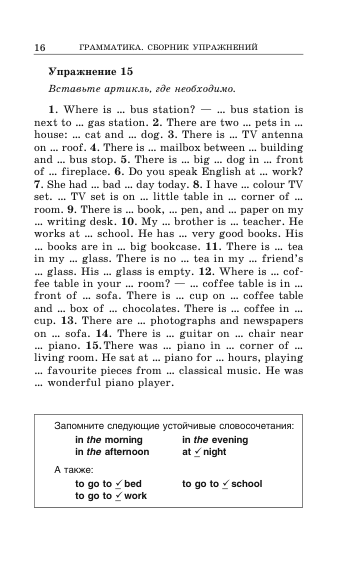 16
ГРАММАТИКА. СБОРНИК УПРАЖНЕНИЙ
Упражнение 15
Вставьте артикль, где необходимо.
1. Where is ... bus station? — ... bus station is
next to ... gas station. 2. There are two ... pets in ...
house: ... cat and ... dog. 3. There is ... TV antenna
on ... roof. 4. There is ... mailbox between ... building
and ... bus stop. 5. There is ... big ... dog in ... front
of ... fireplace. 6. Do you speak English at ... work?
7. She had ... bad ... day today. 8. I have ... colour TV
set. ... TV set is on ... little table in ... corner of ...
room. 9. There is ... book, ... pen, and ... paper on my
... writing desk. 10. My ... brother is ... teacher. He
works at ... school. He has ... very good books. His
... books are in ... big bookcase. 11. There is ... tea
in my ... glass. There is no ... tea in my ... friend's
... glass. His ... glass is empty. 12. Where is ... cof-
fee table in your ... room? — ... coffee table is in ...
front of ... sofa. There is ... cup on ... coffee table
and ... box of ... chocolates. There is ... coffee in ...
cup. 13. There are ... photographs and newspapers
on ... sofa. 14. There is ... guitar on ... chair near
... piano. 15. There was ... piano in ... corner of ...
living room. He sat at ... piano for ... hours, playing
... favourite pieces from ... classical music. He was
... wonderful piano player.
Запомните следующие устойчивые словосочетания:
in the morning in the evening
in the afternoon at ✓ night
А также:
to go to ✓ bed to go to ✓ school
to go to ✓ work